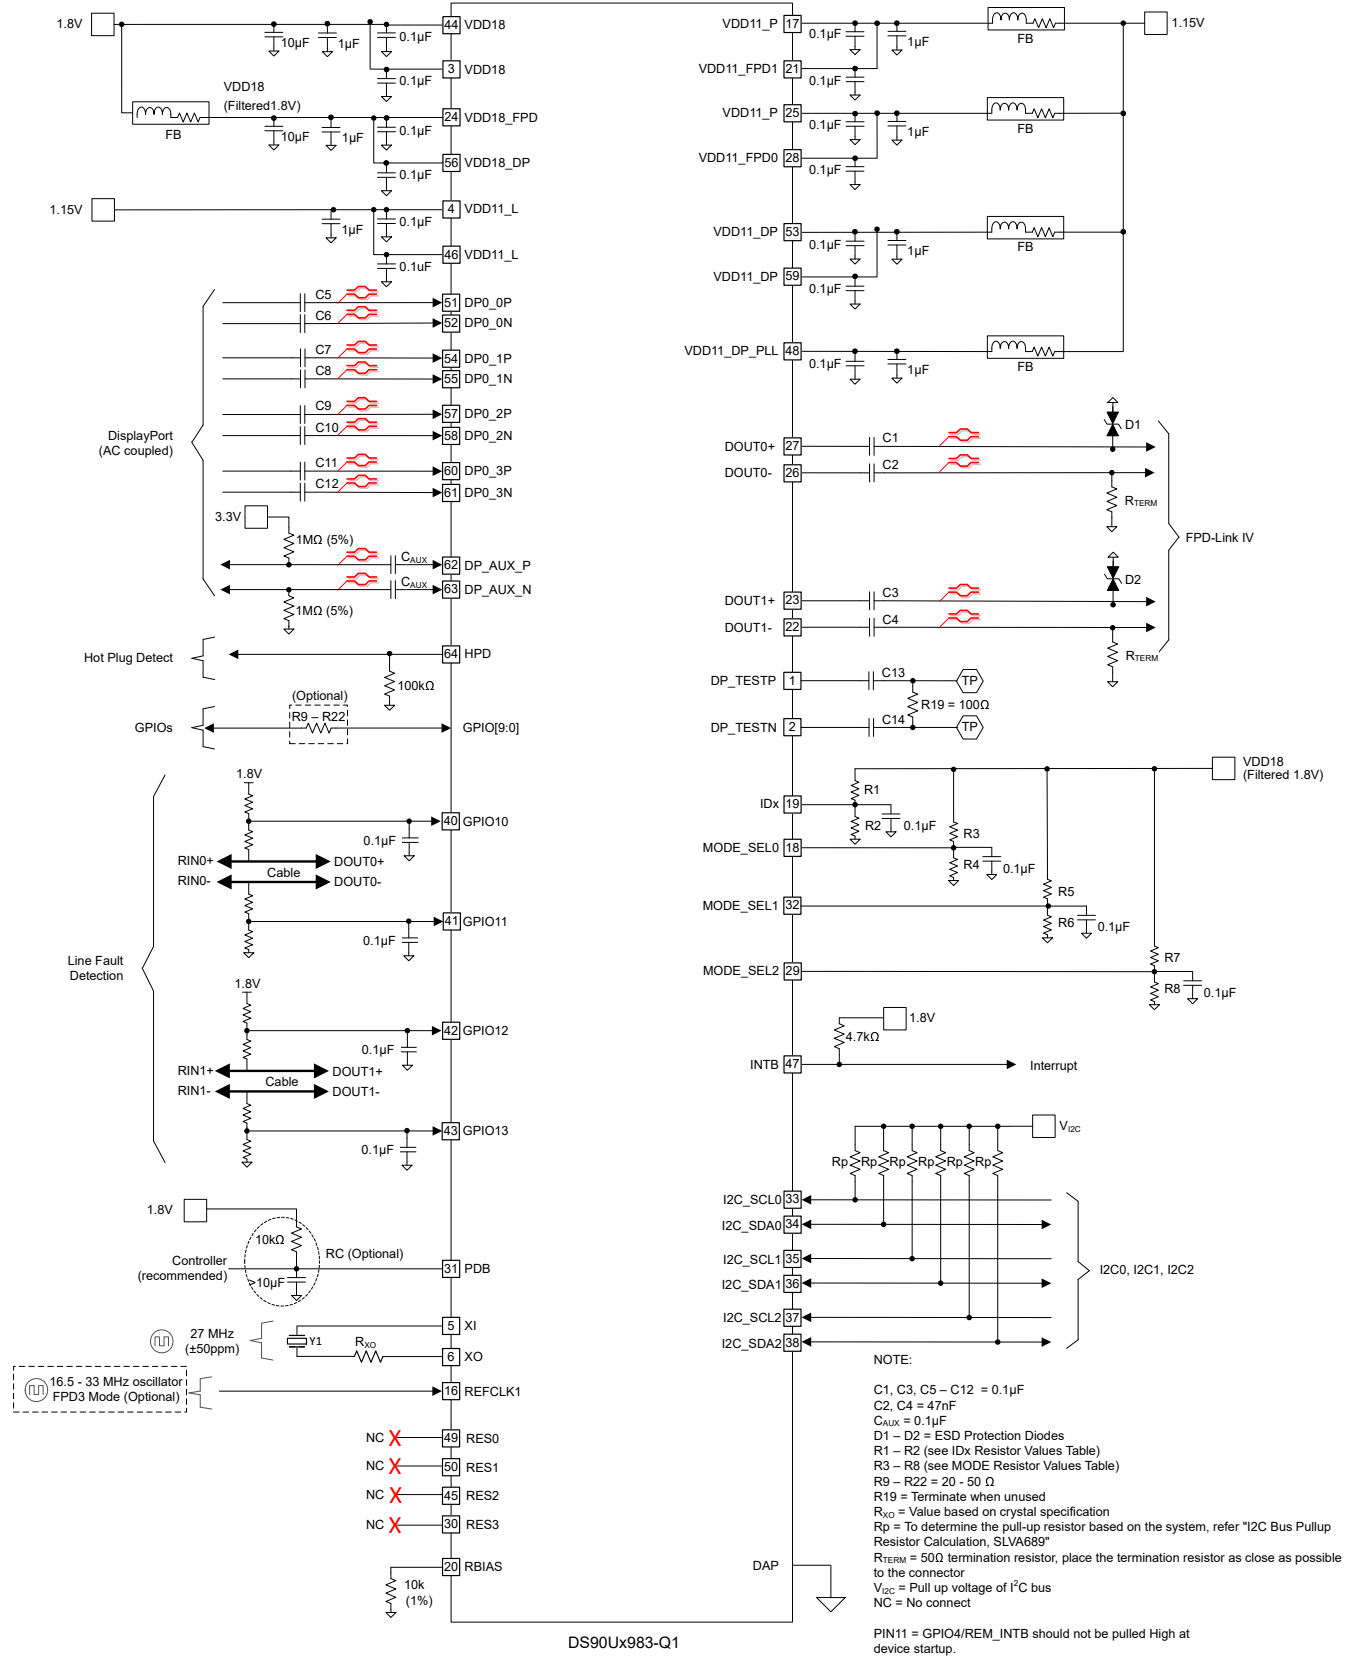 1.8V
10µF
1µF
0.1µF
44 VDD18
0.1µF
3 VDD18
VDD18
(Filtered1.8V)
FB
10µF
1µF
0.1µF
24 VDD18_FPD
0.1µF
56 VDD18_DP
1.15V
1µF
0.1µF
4 VDD11_L
0.1uF
46 VDD11_L
DisplayPort
(AC coupled)
C5
51 DP0_0P
C6
52 DP0_0N
C7
54 DP0_1P
C8
55 DP0_1N
C9
57 DP0_2P
C10
58 DP0_2N
C11
60 DP0_3P
C12
61 DP0_3N
3.3V
1MΩ (5%)
CAUX
62 DP_AUX_P
CAUX
63 DP_AUX_N
1MΩ (5%)
Hot Plug Detect
64 HPD
100kΩ
(Optional)
GPIOs
R9 – R22
GPIO[9:0]
Line Fault
Detection
1.8V
40 GPIO10
0.1µF
RIN0+
DOUT0+
Cable
RIN0-
DOUT0-
41 GPIO11
0.1µF
1.8V
42 GPIO12
0.1µF
RIN1+
DOUT1+
Cable
RIN1-
DOUT1-
43 GPIO13
0.1µF
1.8V
10kΩ
RC (Optional)
Controller
(recommended)
>10µF
31 PDB
27 MHz
(±50ppm)
Y1
5 XI
RXO
6 XO
16.5 - 33 MHz oscillator
FPD3 Mode (Optional)
16 REFCLK1
NC X 49 RES0
NC X 50 RES1
NC X 45 RES2
NC X 30 RES3
20 RBIAS
10k
(1%)
VDD11_P 17
0.1µF
1µF
FB
1.15V
VDD11_FPD1 21
0.1µF
VDD11_P 25
0.1µF
1µF
FB
VDD11_FPD0 28
0.1µF
VDD11_DP 53
0.1µF
1µF
FB
VDD11_DP 59
0.1µF
VDD11_DP_PLL 48
0.1µF
1µF
FB
DOUT0+ 27
C1
D1
DOUT0- 26
C2
RTERM
FPD-Link IV
DOUT1+ 23
C3
D2
DOUT1- 22
C4
RTERM
DP_TESTP 1
C13
TP
R19 = 100Ω
DP_TESTN 2
C14
TP
VDD18
(Filtered 1.8V)
IDx 19
R1
R2
0.1µF
MODE_SEL0 18
R3
R4
0.1µF
MODE_SEL1 32
R5
R6
0.1µF
MODE_SEL2 29
R7
R8
0.1µF
1.8V
4.7kΩ
INTB 47
Interrupt
VI2C
Rp Rp Rp Rp Rp Rp
I2C_SCL0 33
I2C_SDA0 34
I2C_SCL1 35
I2C_SDA1 36
I2C_SCL2 37
I2C_SDA2 38
I2C0, I2C1, I2C2
DAP
DS90Ux983-Q1
NOTE:
C1, C3, C5 – C12 = 0.1µF
C2, C4 = 47nF
CAUX = 0.1µF
D1 – D2 = ESD Protection Diodes
R1 – R2 (see IDx Resistor Values Table)
R3 – R8 (see MODE Resistor Values Table)
R9 – R22 = 20 - 50 Ω
R19 = Terminate when unused
RXO = Value based on crystal specification
Rp = To determine the pull-up resistor based on the system, refer "I2C Bus Pullup
Resistor Calculation, SLVA689"
RTERM = 50Ω termination resistor, place the termination resistor as close as possible
to the connector
VI2C = Pull up voltage of I²C bus
NC = No connect
PIN11 = GPIO4/REM_INTB should not be pulled High at
device startup.